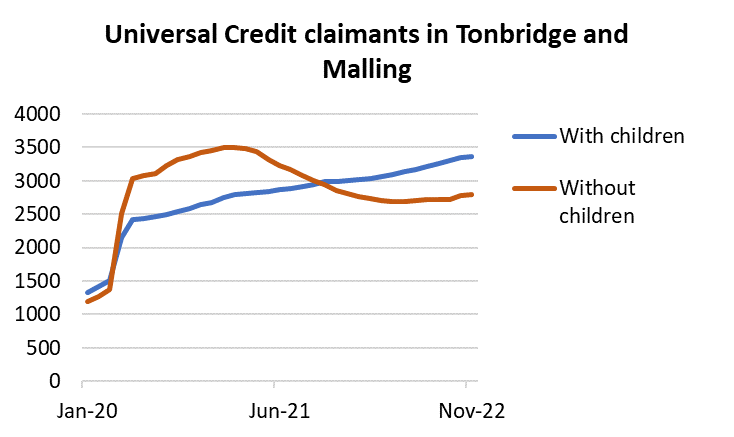 Universal Credit claimants in Tonbridge and
Malling
4000
3500
3000
2500
2000
1500
1000
500
0
Jan-20
Jun-21
Nov-22
With children
Without
children